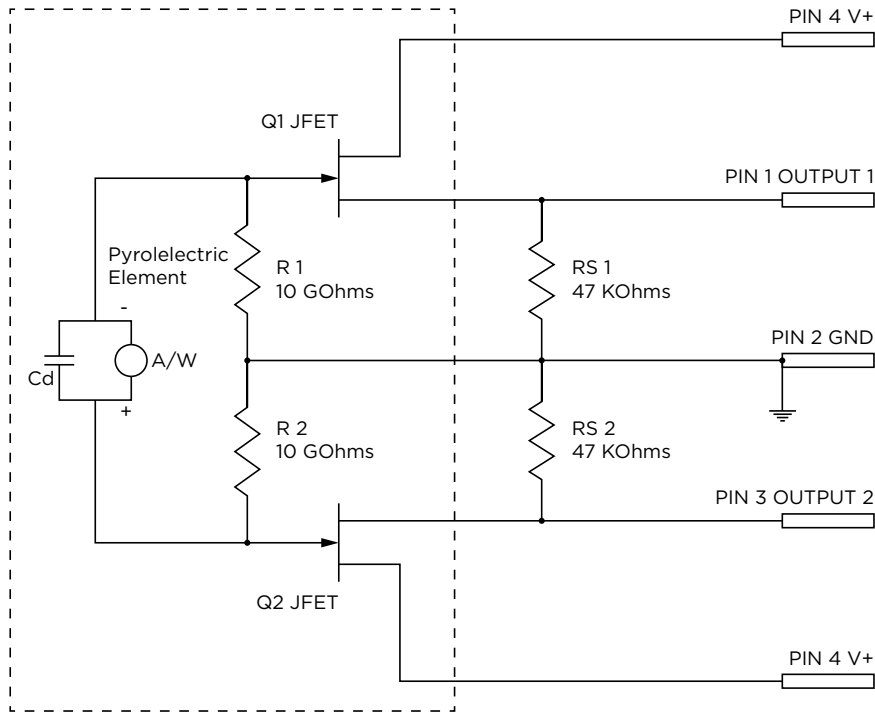 PIN 4 V+
Q1 JFET
PIN 1 OUTPUT 1
Pyrolelectric
Element
R 1
10 GOhms
RS 1
47 KOhms
-
PIN 2 GND
A/W
Cd
+
R 2
10 GOhms
RS 2
47 KOhms
PIN 3 OUTPUT 2
Q2 JFET
PIN 4 V+